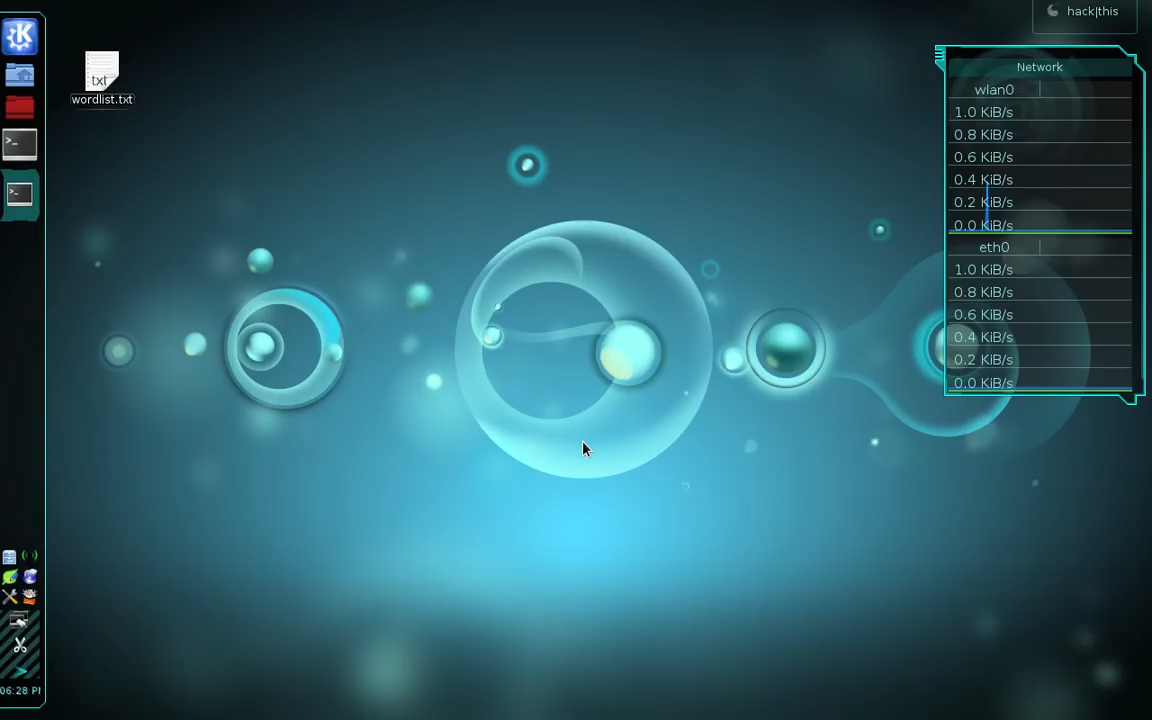 hack|this
txt
wordlist.txt
Network
wlan0
1.0 KiB/s
0.8 KiB/s
0.6 KiB/s
0.4 KiB/s
0.2 KiB/s
0.0 KiB/s
eth0
1.0 KiB/s
0.8 KiB/s
0.6 KiB/s
0.4 KiB/s
0.2 KiB/s
0.0 KiB/s
06:28 PM